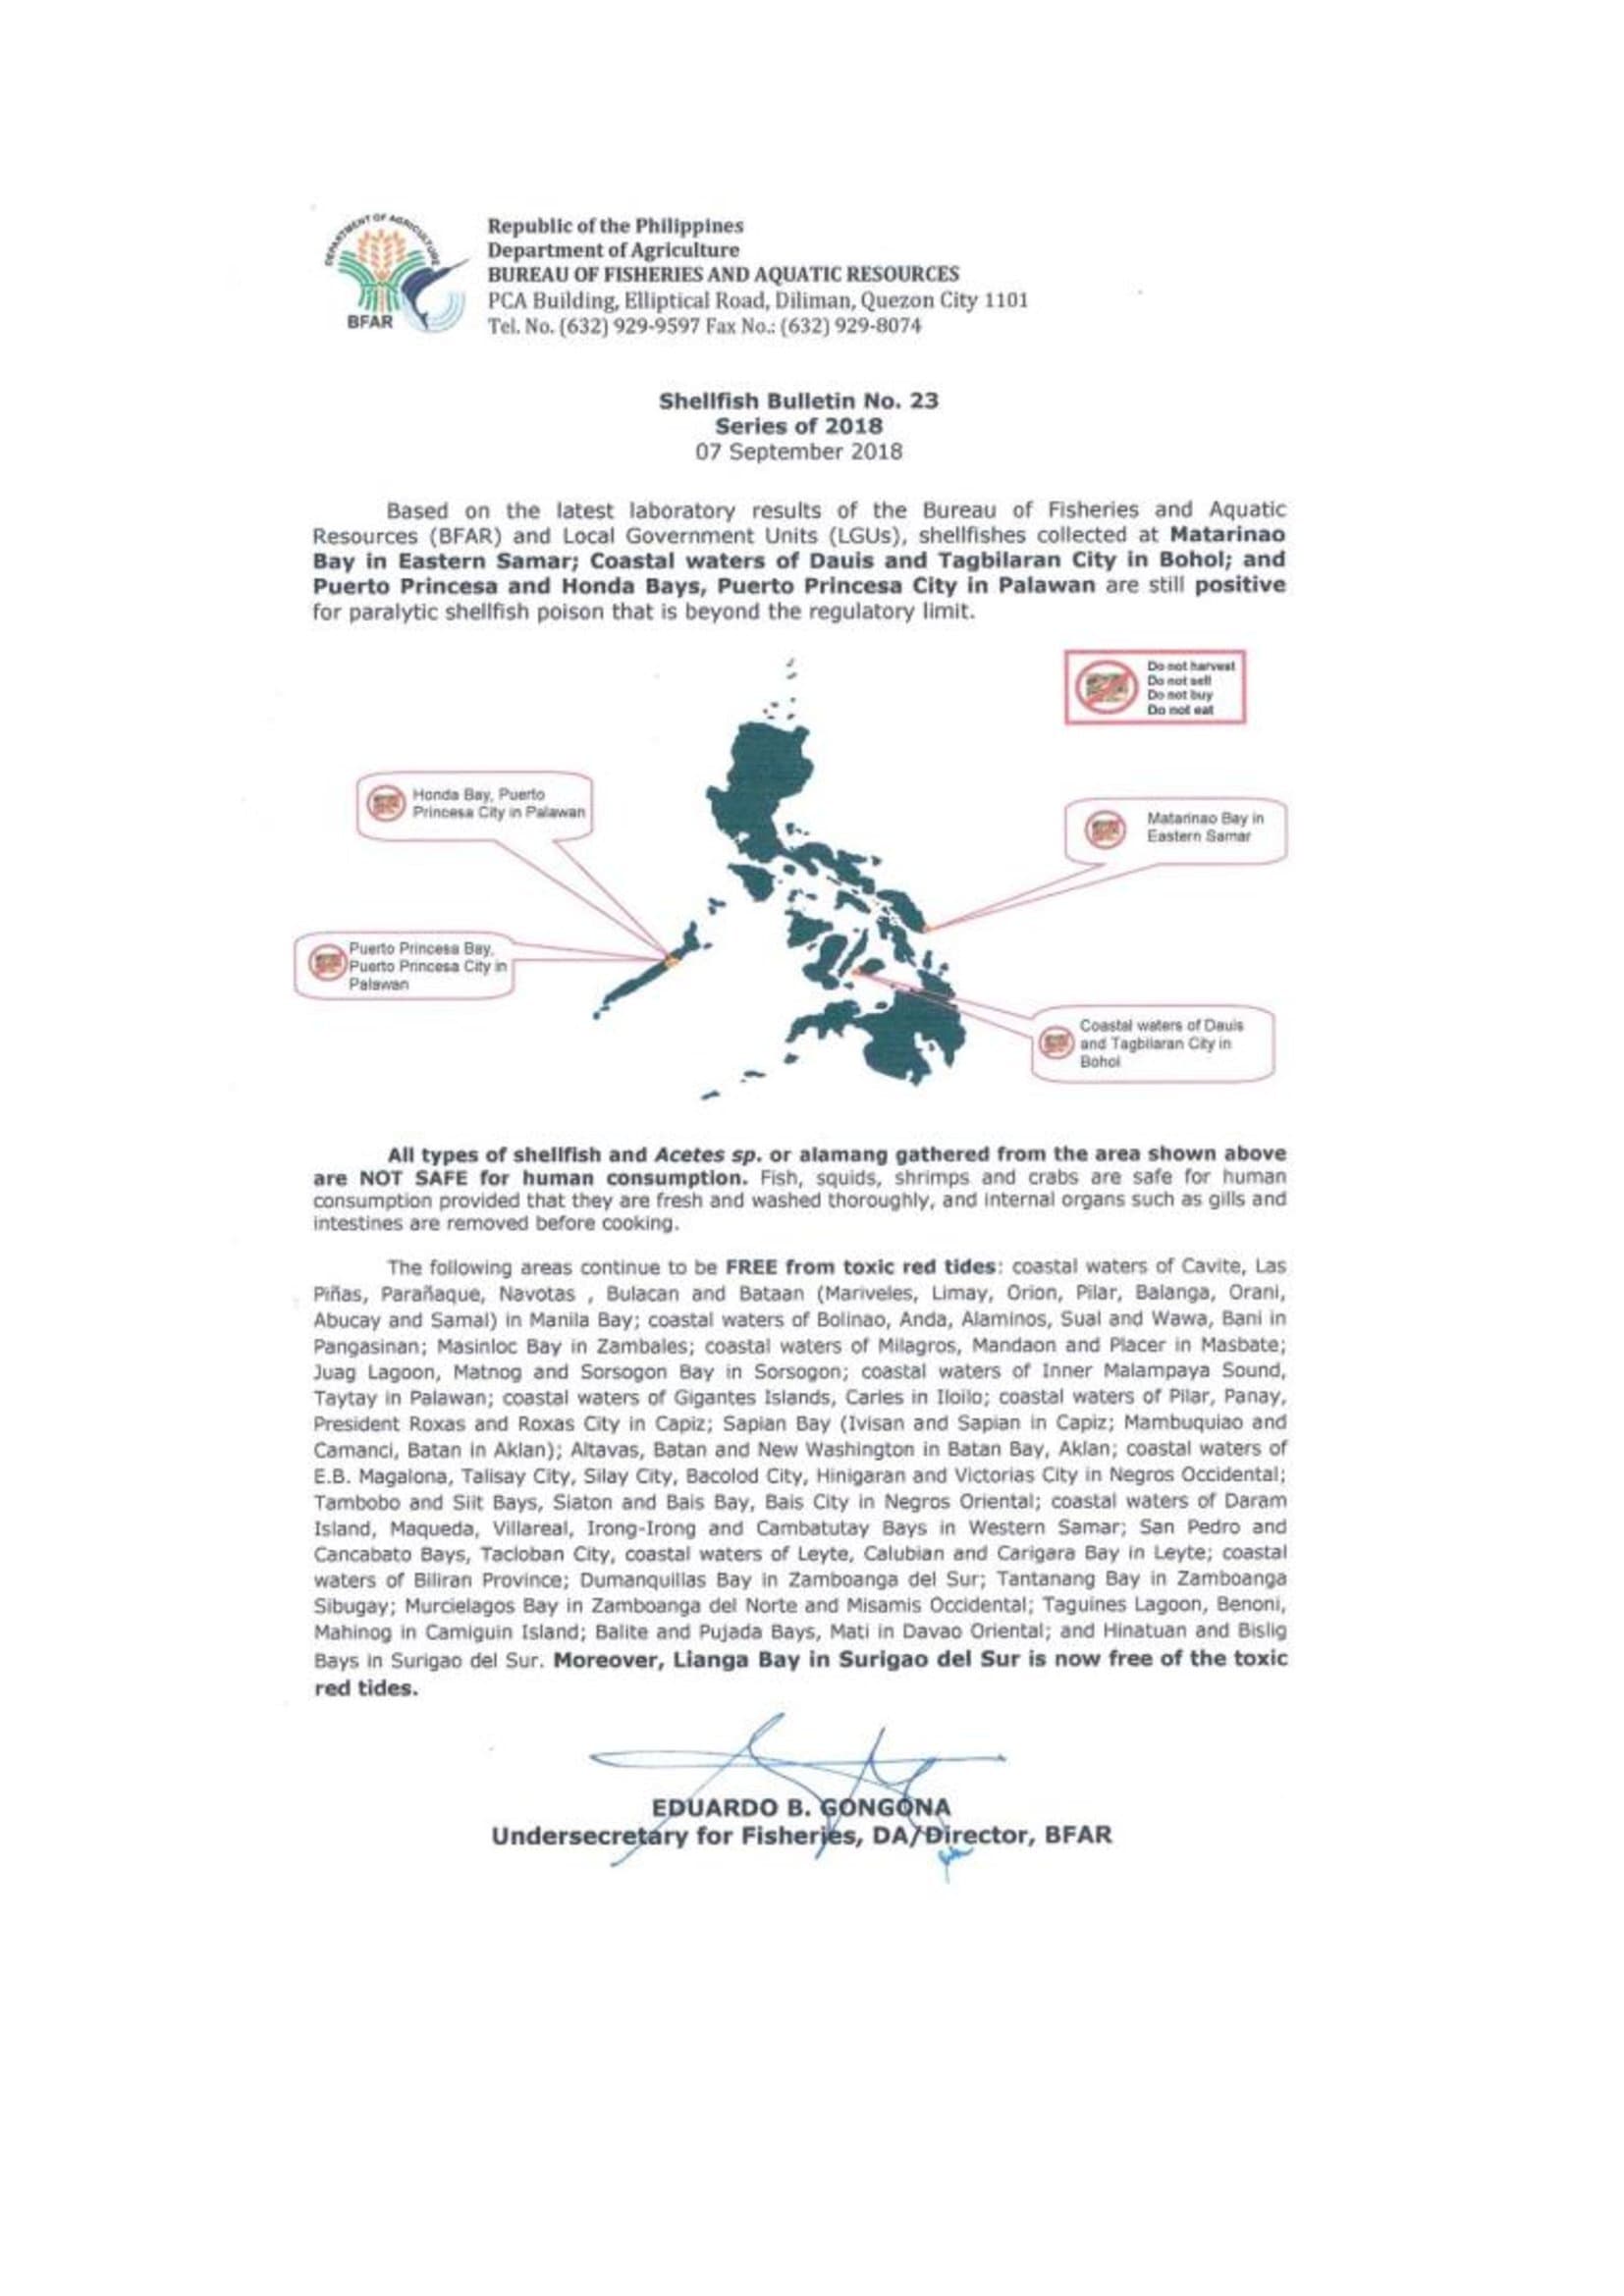 DEPARTMENT OF AGRICULTURE
BFAR
Republic of the Philippines
Department of Agriculture
BUREAU OF FISHERIES AND AQUATIC RESOURCES
PCA Building, Elliptical Road, Diliman, Quezon City 1101
Tel. No. (632) 929-9597 Fax No.: (632) 929-8074
Shellfish Bulletin No. 23
Series of 2018
07 September 2018
Based on the latest laboratory results of the Bureau of Fisheries and Aquatic
Resources (BFAR) and Local Government Units (LGUs), shellfishes collected at Matarinao
Bay in Eastern Samar; Coastal waters of Dauis and Tagbilaran City in Bohol; and
Puerto Princesa and Honda Bays, Puerto Princesa City in Palawan are still positive
for paralytic shellfish poison that is beyond the regulatory limit.
Do not harvest
Do not sell
Do not buy
Do not eat
Honda Bay, Puerto
Princesa City in Palawan
Matarinao Bay in
Eastern Samar
Puerto Princesa Bay,
Puerto Princesa City in
Palawan
Coastal waters of Dauis
and Tagbilaran City in
Bohol
All types of shellfish and Acetes sp. or alamang gathered from the area shown above
are NOT SAFE for human consumption. Fish, squids, shrimps and crabs are safe for human
consumption provided that they are fresh and washed thoroughly, and internal organs such as gills and
intestines are removed before cooking.
The following areas continue to be FREE from toxic red tides: coastal waters of Cavite, Las
Piñas, Parañaque, Navotas , Bulacan and Bataan (Mariveles, Limay, Orion, Pilar, Balanga, Orani,
Abucay and Samal) in Manila Bay; coastal waters of Bolinao, Anda, Alaminos, Sual and Wawa, Bani in
Pangasinan; Masinloc Bay in Zambales; coastal waters of Milagros, Mandaon and Placer in Masbate;
Juag Lagoon, Matnog and Sorsogon Bay in Sorsogon; coastal waters of Inner Malampaya Sound,
Taytay in Palawan; coastal waters of Gigantes Islands, Carles in Iloilo; coastal waters of Pilar, Panay,
President Roxas and Roxas City in Capiz; Sapian Bay (Ivisan and Sapian in Capiz; Mambuquiao and
Camanci, Batan in Aklan); Altavas, Batan and New Washington in Batan Bay, Aklan; coastal waters of
E.B. Magalona, Talisay City, Silay City, Bacolod City, Hinigaran and Victorias City in Negros Occidental;
Tambobo and Siit Bays, Siaton and Bais Bay, Bais City in Negros Oriental; coastal waters of Daram
Island, Maqueda, Villareal, Irong-Irong and Cambatutay Bays in Western Samar; San Pedro and
Cancabato Bays, Tacloban City, coastal waters of Leyte, Calubian and Carigara Bay in Leyte; coastal
waters of Biliran Province; Dumanquillas Bay in Zamboanga del Sur; Tantanang Bay in Zamboanga
Sibugay; Murcielagos Bay in Zamboanga del Norte and Misamis Occidental; Taguines Lagoon, Benoni,
Mahinog in Camiguin Island; Balite and Pujada Bays, Mati in Davao Oriental; and Hinatuan and Bislig
Bays in Surigao del Sur. Moreover, Lianga Bay in Surigao del Sur is now free of the toxic
red tides.
EDUARDO B. GONGONA
Undersecretary for Fisheries, DA/Director, BFAR